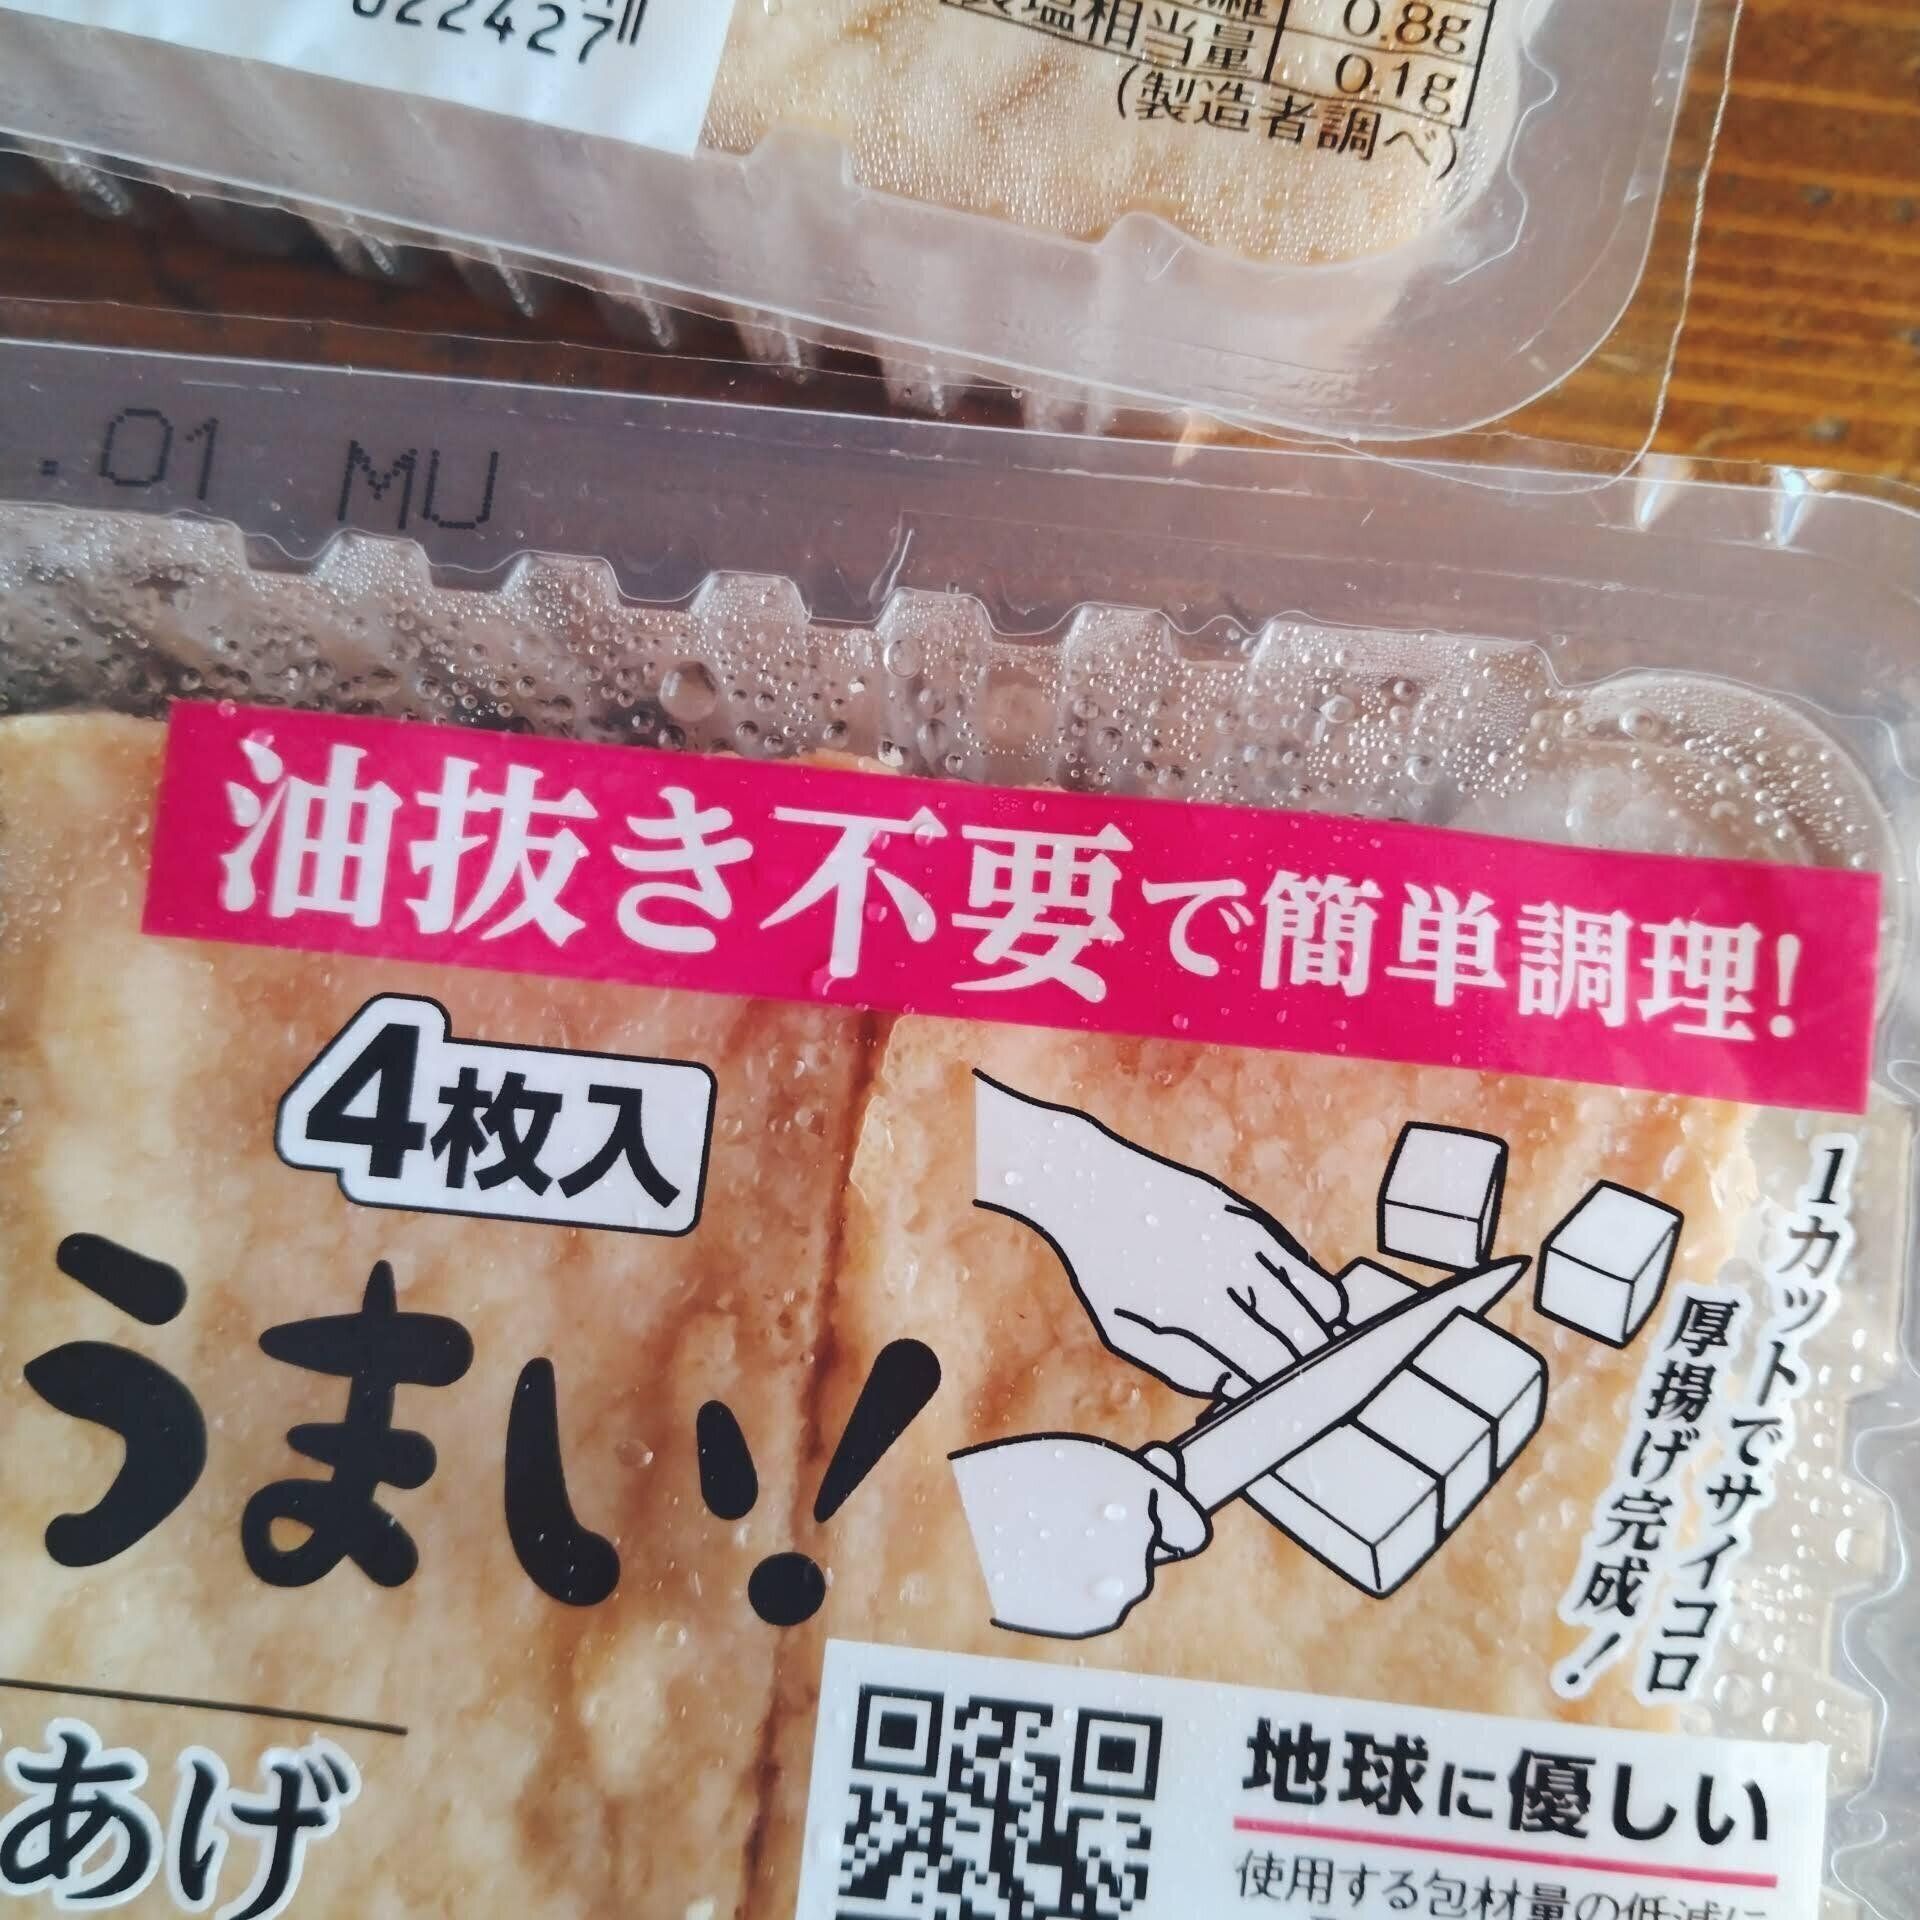 022427
0.8g
塩相当量 0.1g
(製造者調べ)
.01 MU
油抜き不要で簡単調理!
4枚入
うまい!
1カットでサイコロ
厚揚げ完成!
あげ
地球に優しい
使用する包材量の低減に